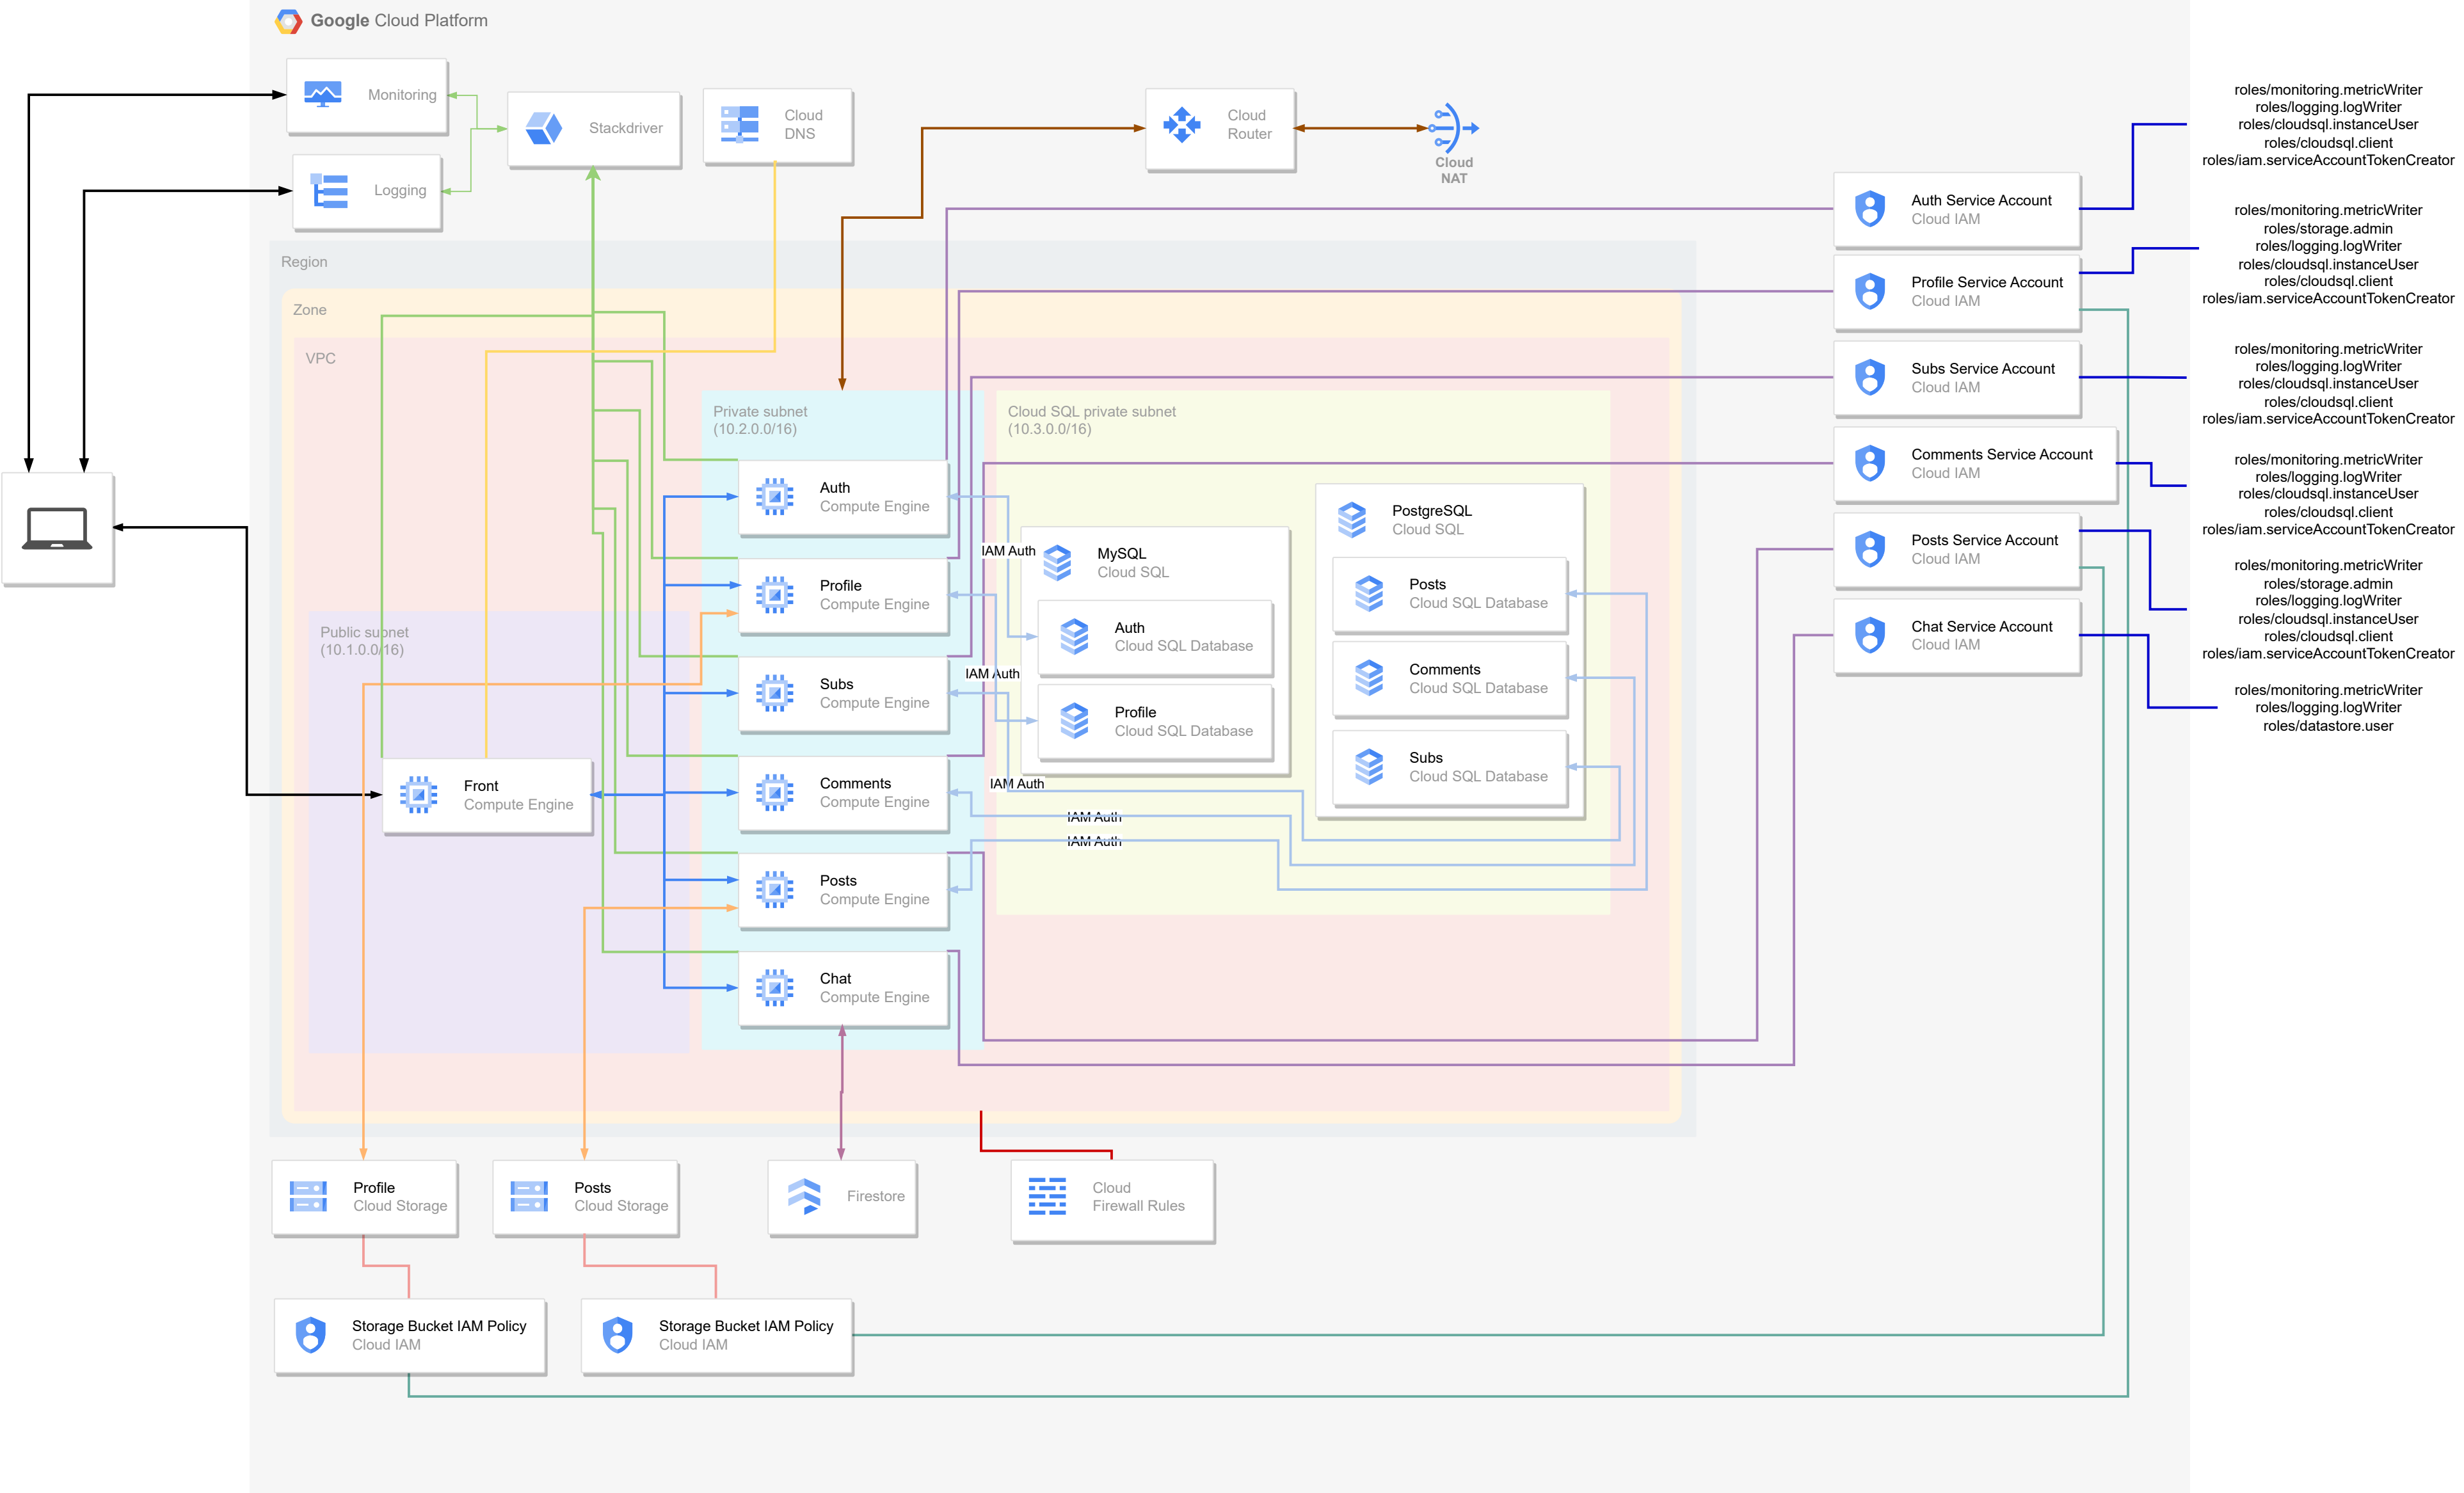 Google Cloud Platform
Monitoring
Logging
Stackdriver
Cloud
DNS
Cloud
Router
Cloud
NAT
Region
Zone
VPC
Public subnet
(10.1.0.0/16)
Front
Compute Engine
Private subnet
(10.2.0.0/16)
Auth
Compute Engine
Profile
Compute Engine
Subs
Compute Engine
Comments
Compute Engine
Posts
Compute Engine
Chat
Compute Engine
IAM Auth
IAM Auth
IAM Auth
IAM Auth
IAM Auth
Cloud SQL private subnet
(10.3.0.0/16)
MySQL
Cloud SQL
Auth
Cloud SQL Database
Profile
Cloud SQL Database
PostgreSQL
Cloud SQL
Posts
Cloud SQL Database
Comments
Cloud SQL Database
Subs
Cloud SQL Database
Auth Service Account
Cloud IAM
Profile Service Account
Cloud IAM
Subs Service Account
Cloud IAM
Comments Service Account
Cloud IAM
Posts Service Account
Cloud IAM
Chat Service Account
Cloud IAM
roles/monitoring.metricWriter
roles/logging.logWriter
roles/cloudsql.instanceUser
roles/cloudsql.client
roles/iam.serviceAccountTokenCreator
roles/monitoring.metricWriter
roles/storage.admin
roles/logging.logWriter
roles/cloudsql.instanceUser
roles/cloudsql.client
roles/iam.serviceAccountTokenCreator
roles/monitoring.metricWriter
roles/logging.logWriter
roles/cloudsql.instanceUser
roles/cloudsql.client
roles/iam.serviceAccountTokenCreator
roles/monitoring.metricWriter
roles/logging.logWriter
roles/cloudsql.instanceUser
roles/cloudsql.client
roles/iam.serviceAccountTokenCreator
roles/monitoring.metricWriter
roles/storage.admin
roles/logging.logWriter
roles/cloudsql.instanceUser
roles/cloudsql.client
roles/iam.serviceAccountTokenCreator
roles/monitoring.metricWriter
roles/logging.logWriter
roles/datastore.user
Profile
Cloud Storage
Posts
Cloud Storage
Firestore
Cloud
Firewall Rules
Storage Bucket IAM Policy
Cloud IAM
Storage Bucket IAM Policy
Cloud IAM